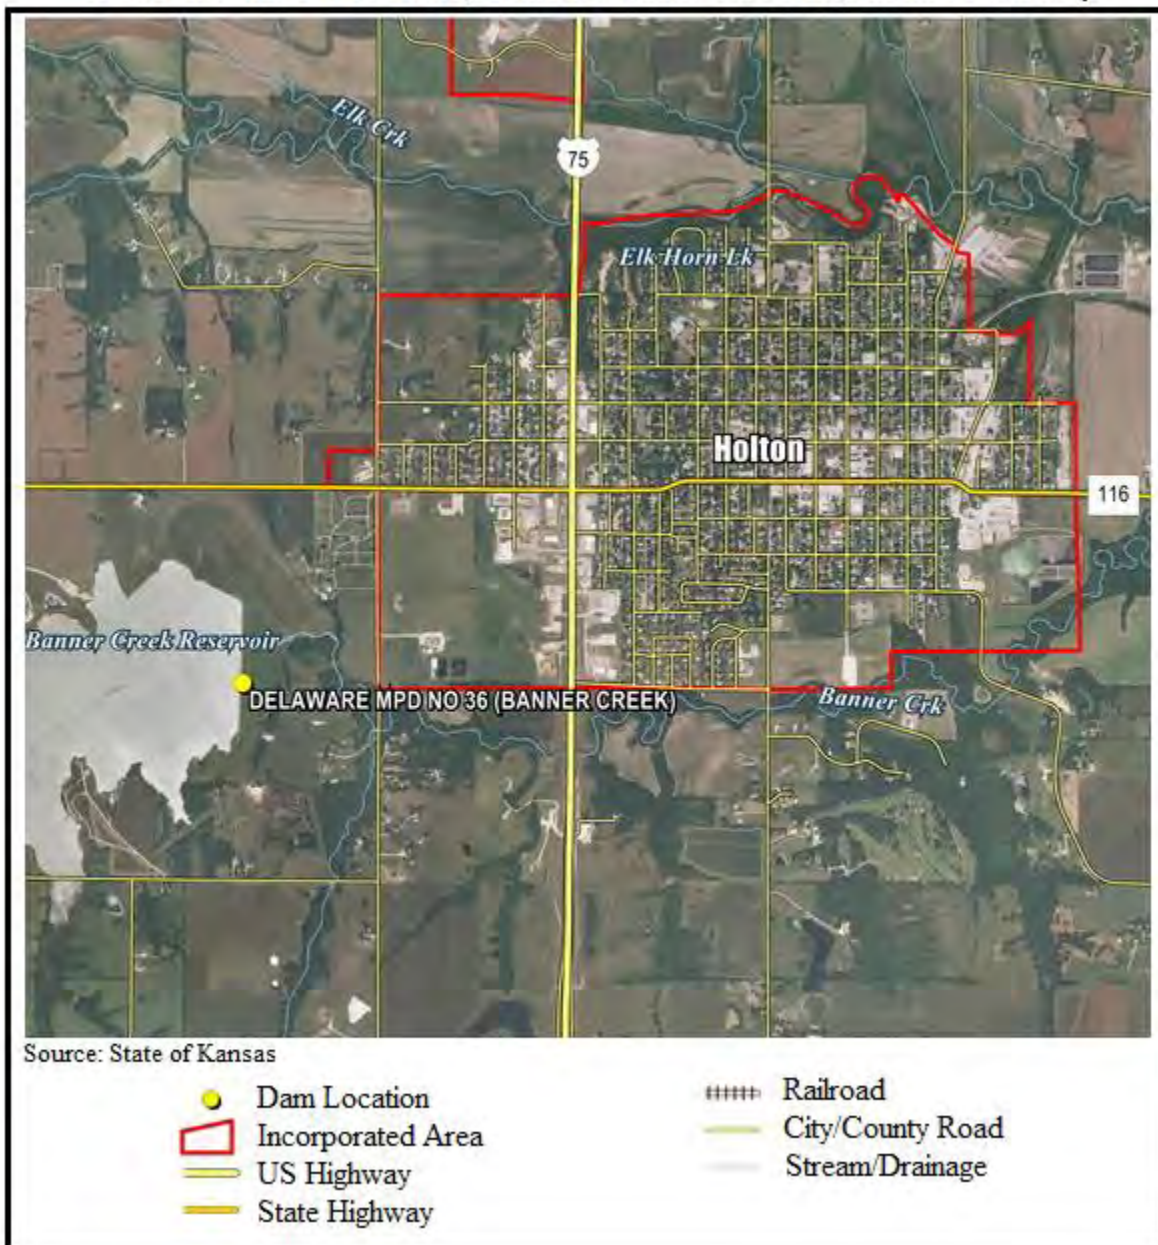 Elk Crk
75
Elk Horn Lk
Holton
116
Banner Creek Reservoir
DELAWARE MPD NO 36 (BANNER CREEK)
Banner Crk
Source: State of Kansas
Dam Location
Incorporated Area
US Highway
State Highway
Railroad
City/County Road
Stream/Drainage